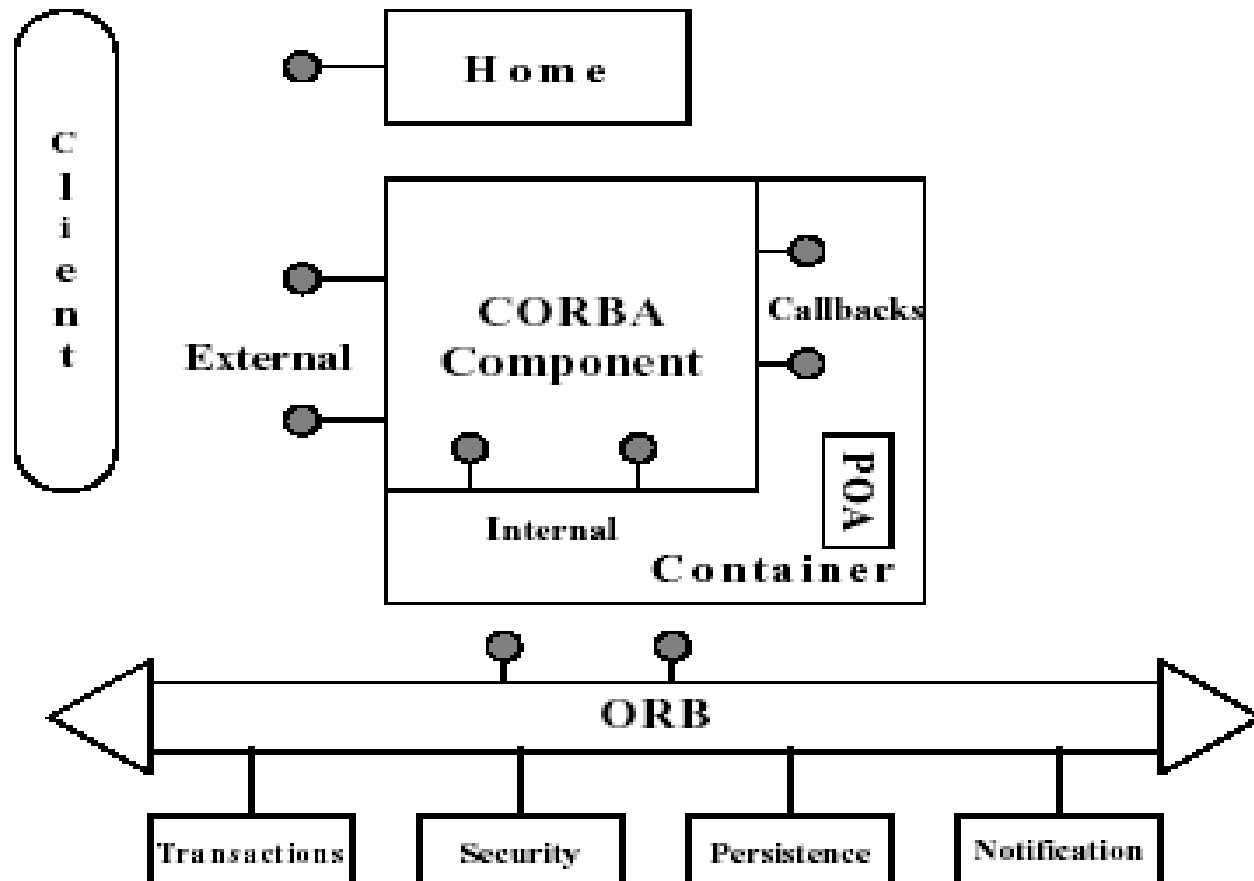 Client
Home
CORBA
Component
Callbacks
External
POA
Internal
Container
ORB
Transactions
Security
Persistence
Notification